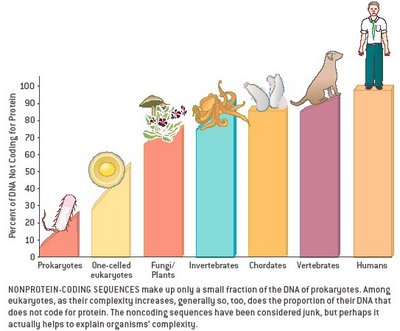 Percent of DNA Not Coding for Protein
100
90
80
70
60
50
40
30
20
10
0
Prokaryotes
One-celled
eukaryotes
Fungi/
Plants
Invertebrates
Chordates
Vertebrates
Humans
NONPROTEIN-CODING SEQUENCES make up only a small fraction of the DNA of prokaryotes. Among
eukaryotes, as their complexity increases, generally so, too, does the proportion of their DNA that
does not code for protein. The noncoding sequences have been considered junk, but perhaps it
actually helps to explain organisms' complexity.